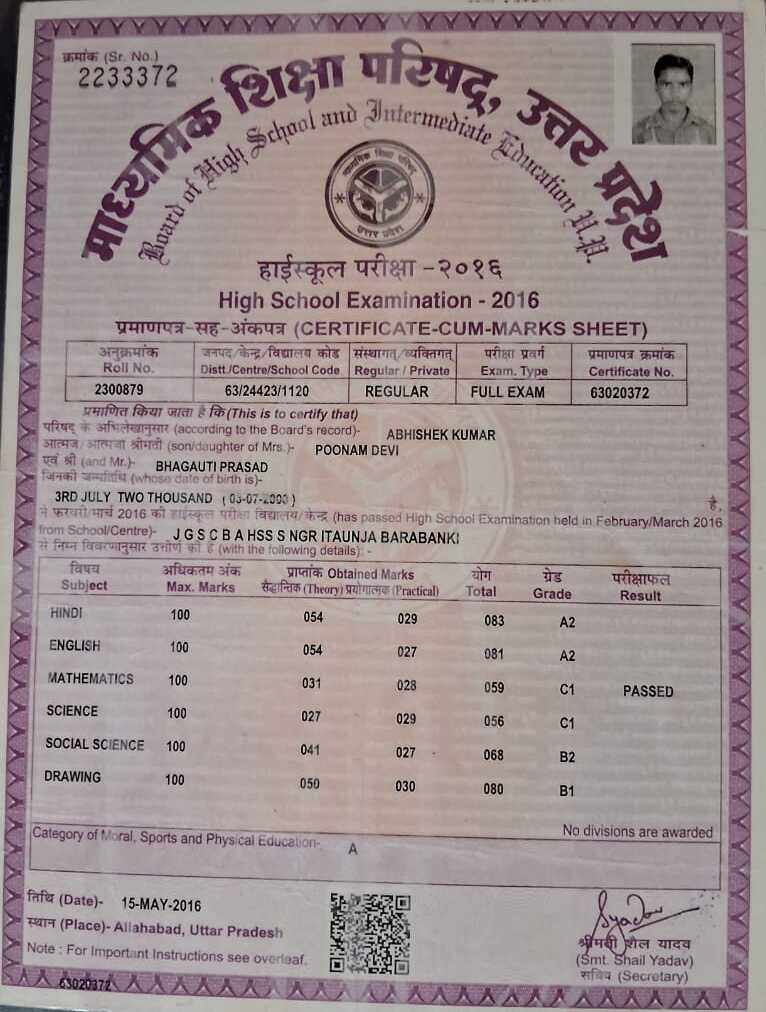 क्रमांक (Sr. No.)
2233372
माध्यमिक शिक्षा परिषद्, उत्तर प्रदेश
Board of High School and Intermediate Education U.P.
माध्यमिक शिक्षा परिषद्
उत्तर प्रदेश
हाईस्कूल परीक्षा -२०१६
High School Examination - 2016
प्रमाणपत्र-सह-अंकपत्र (CERTIFICATE-CUM-MARKS SHEET)
अनुक्रमांक जनपद/केन्द्र/विद्यालय कोड संस्थागत/व्यक्तिगत परीक्षा प्रवर्ग प्रमाणपत्र क्रमांक
Roll No. Distt./Centre/School Code Regular / Private Exam. Type Certificate No.
2300879 63/24423/1120 REGULAR FULL EXAM 63020372
प्रमाणित किया जाता है कि (This is to certify that)
परिषद् के अभिलेखानुसार (according to the Board's record)- ABHISHEK KUMAR
आत्मज/आत्मजा श्रीमती (son/daughter of Mrs.)- POONAM DEVI
एवं श्री (and Mr.)- BHAGAUTI PRASAD
जिनकी जन्मतिथि (whose date of birth is)-
3RD JULY TWO THOUSAND (03-07-2000) है,
ने फरवरी/मार्च 2016 की हाईस्कूल परीक्षा विद्यालय/केन्द्र (has passed High School Examination held in February/March 2016
from School/Centre)- J G S C B A HSS S NGR ITAUNJA BARABANKI
से निम्न विवरणानुसार उत्तीर्ण की है (with the following details): -
विषय अधिकतम अंक प्राप्तांक Obtained Marks योग ग्रेड परीक्षाफल
Subject Max. Marks सैद्धान्तिक (Theory) प्रयोगात्मक (Practical) Total Grade Result
HINDI 100 054 029 083 A2
ENGLISH 100 054 027 081 A2
MATHEMATICS 100 031 028 059 C1 PASSED
SCIENCE 100 027 029 056 C1
SOCIAL SCIENCE 100 041 027 068 B2
DRAWING 100 050 030 080 B1
No divisions are awarded
Category of Moral, Sports and Physical Education- A
तिथि (Date)- 15-MAY-2016
स्थान (Place)- Allahabad, Uttar Pradesh
Note : For Important Instructions see overleaf.
63020372
Syadav
श्रीमती शैल यादव
(Smt. Shail Yadav)
सचिव (Secretary)